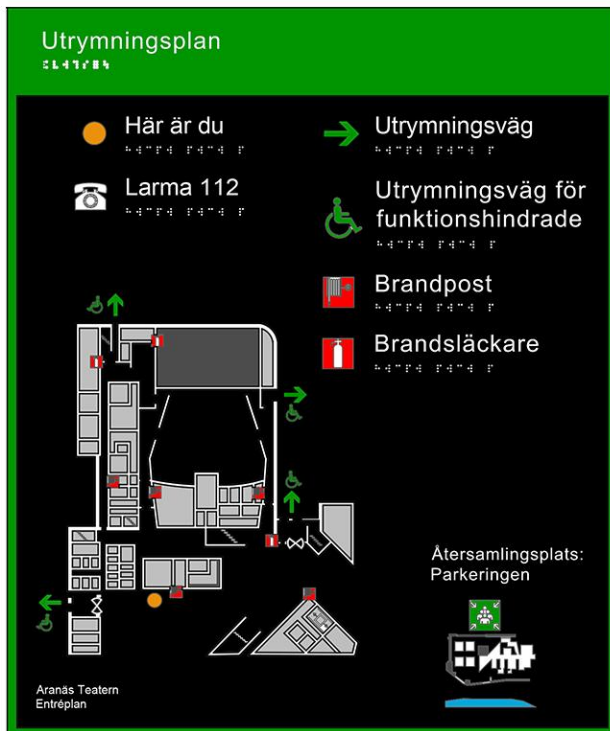 Utrymningsplan
Här är du
Utrymningsväg
Larma 112
Utrymningsväg för
funktionshindrade
Brandpost
Brandsläckare
Återsamlingsplats:
Parkeringen
Aranäs Teatern
Entréplan